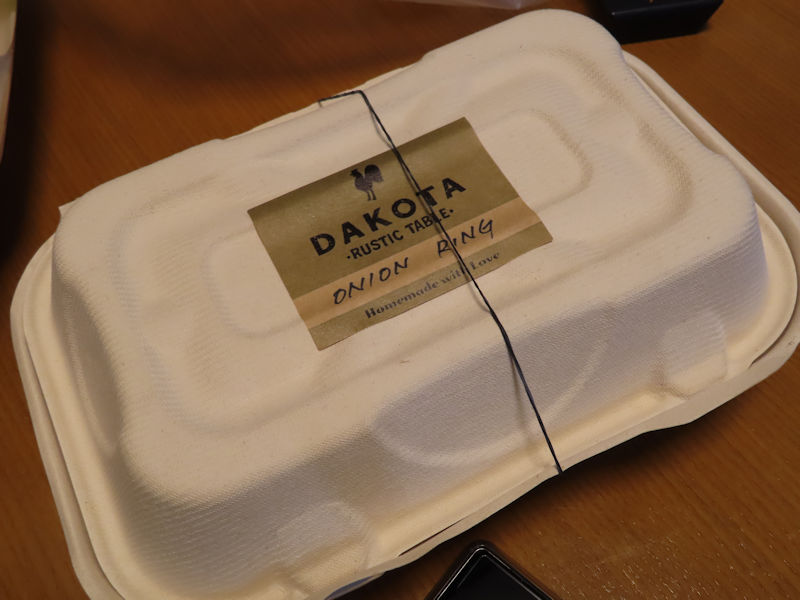 DAKOTA
·RUSTIC TABLE·
ONION RING
Homemade with Love